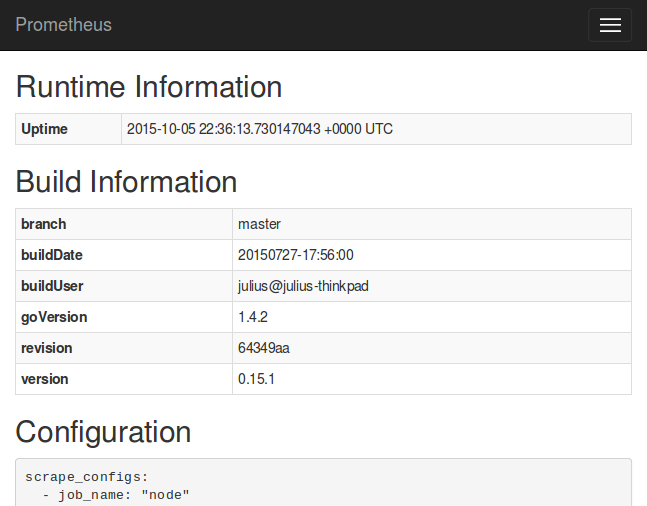 Prometheus
Runtime Information
Uptime 2015-10-05 22:36:13.730147043 +0000 UTC
Build Information
branch master
buildDate 20150727-17:56:00
buildUser julius@julius-thinkpad
goVersion 1.4.2
revision 64349aa
version 0.15.1
Configuration
scrape_configs:
  - job_name: "node"